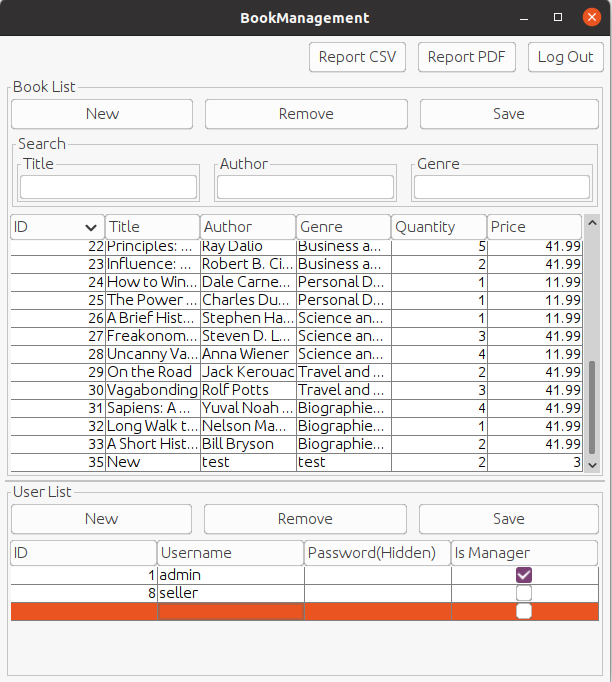 BookManagement
Report CSV Report PDF Log Out
Book List
New Remove Save
Search
Title Author Genre
ID Title Author Genre Quantity Price
22 Principles: ... Ray Dalio Business a... 5 41.99
23 Influence: ... Robert B. Ci... Business a... 2 41.99
24 How to Win... Dale Carne... Personal D... 1 11.99
25 The Power ... Charles Du... Personal D... 1 11.99
26 A Brief Hist... Stephen Ha... Science an... 1 41.99
27 Freakonom... Steven D. L... Science an... 3 41.99
28 Uncanny Va... Anna Wiener Science an... 4 11.99
29 On the Road Jack Kerouac Travel and ... 2 41.99
30 Vagabonding Rolf Potts Travel and ... 3 41.99
31 Sapiens: A ... Yuval Noah ... Biographie... 4 41.99
32 Long Walk t... Nelson Ma... Biographie... 1 41.99
33 A Short Hist... Bill Bryson Biographie... 2 41.99
35 New test test 2 3
User List
New Remove Save
ID Username Password(Hidden) Is Manager
1 admin
8 seller